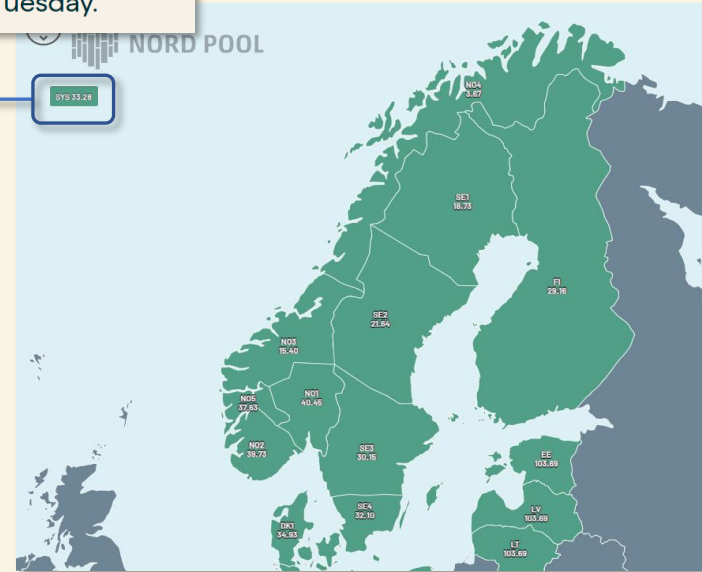 uesday.
NORD POOL
SYS 33.28
NO4
3.67
SE1
18.73
FI
29.16
SE2
21.64
NO3
15.40
NO1
40.45
NO5
37.63
NO2
39.73
SE3
30.15
EE
103.69
SE4
32.10
LV
103.69
DK1
34.93
LT
103.69